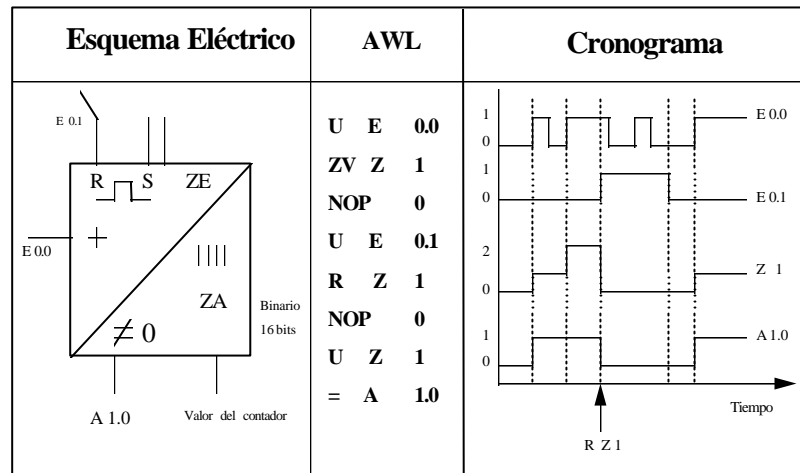 Esquema Eléctrico
AWL
Cronograma
E 0.1
R
S
ZE
E 0.0
ZA
≠ 0
Binario
16 bits
A 1.0
Valor del contador
U E 0.0
ZV Z 1
NOP 0
U E 0.1
R Z 1
NOP 0
U Z 1
= A 1.0
1
0
E 0.0
1
0
E 0.1
2
0
Z 1
1
0
A 1.0
Tiempo
R Z 1